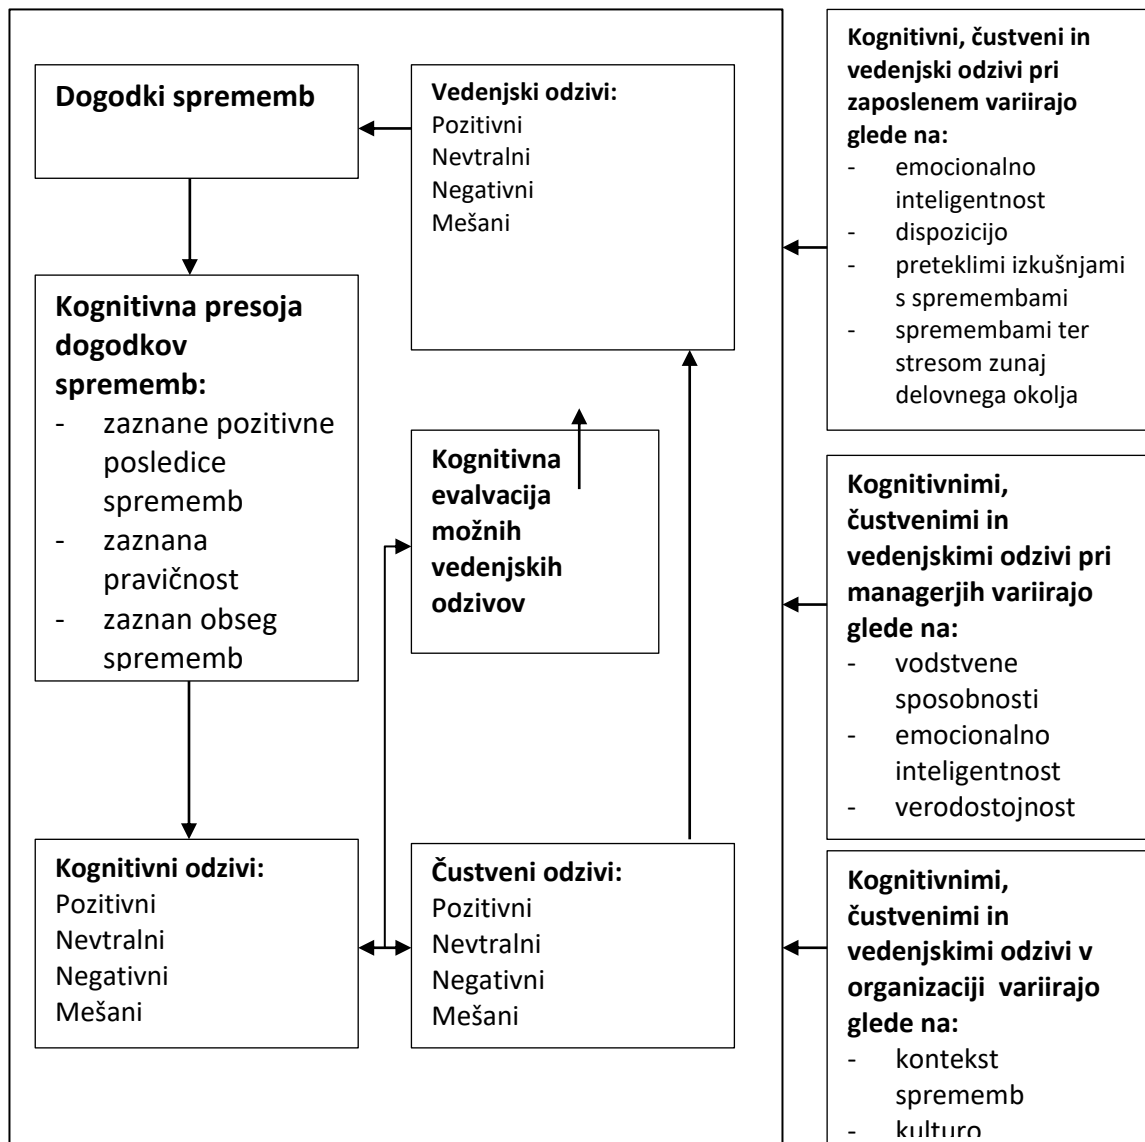 Dogodki sprememb
Vedenjski odzivi:
Pozitivni
Nevtralni
Negativni
Mešani
Kognitivna presoja
dogodkov
sprememb:
- zaznane pozitivne
posledice
sprememb
- zaznana
pravičnost
- zaznan obseg
sprememb
Kognitivna
evalvacija
možnih
vedenjskih
odzivov
Kognitivni odzivi:
Pozitivni
Nevtralni
Negativni
Mešani
Čustveni odzivi:
Pozitivni
Nevtralni
Negativni
Mešani
Kognitivni, čustveni in
vedenjski odzivi pri
zaposlenem variirajo
glede na:
- emocionalno
inteligentnost
- dispozicijo
- preteklimi izkušnjami
s spremembami
- spremembami ter
stresom zunaj
delovnega okolja
Kognitivnimi,
čustvenimi in
vedenjskimi odzivi pri
managerjih variirajo
glede na:
- vodstvene
sposobnosti
- emocionalno
inteligentnost
- verodostojnost
Kognitivnimi,
čustvenimi in
vedenjskimi odzivi v
organizaciji  variirajo
glede na:
- kontekst
sprememb
- kulturo